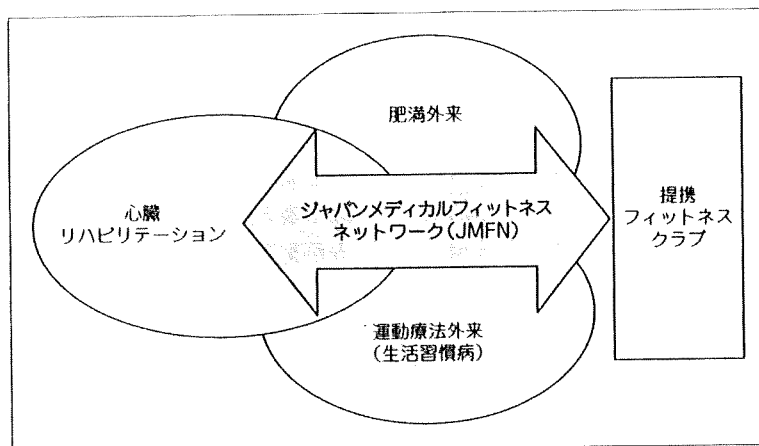 肥満外来
心臓
リハビリテーション
ジャパンメディカルフィットネス
ネットワーク(JMFN)
提携
フィットネス
クラブ
運動療法外来
(生活習慣病)